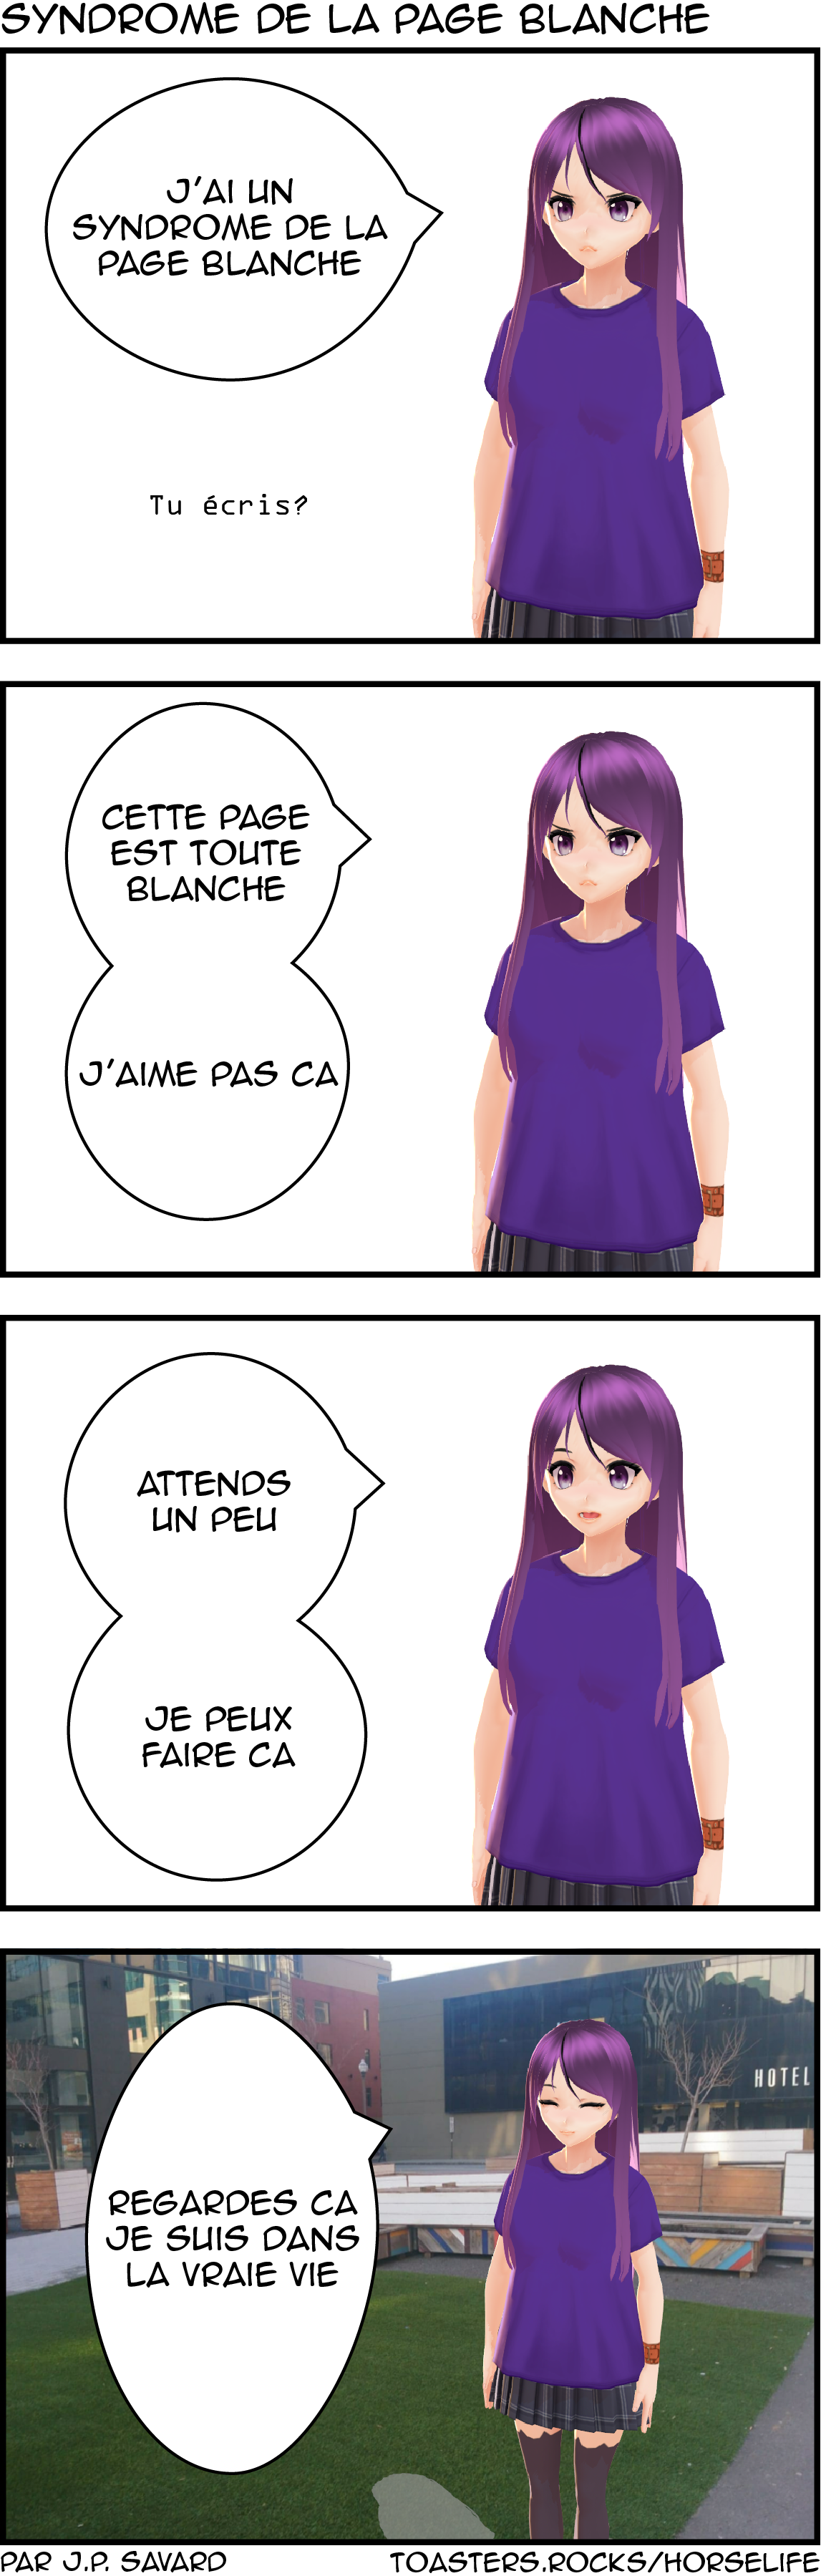 SYNDROME DE LA PAGE BLANCHE
J'AI UN
SYNDROME DE LA
PAGE BLANCHE
Tu écris?
CETTE PAGE
EST TOUTE
BLANCHE
J'AIME PAS CA
ATTENDS
UN PEU
JE PEUX
FAIRE CA
HOTEL
REGARDES CA
JE SUIS DANS
LA VRAIE VIE
PAR J.P. SAVARD
TOASTERS.ROCKS/HORSELIFE